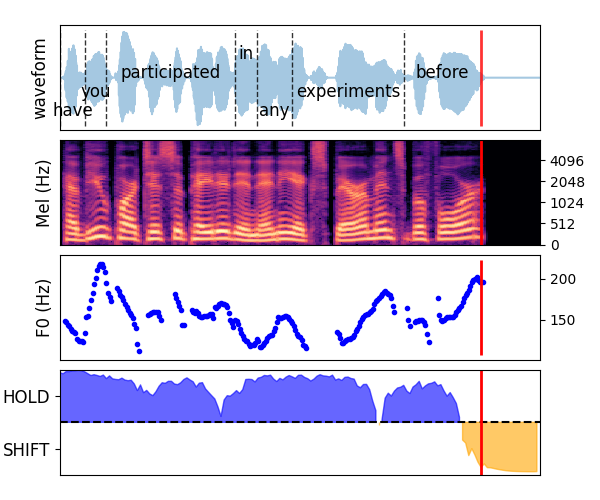 waveform
have
you
participated
in
any
experiments
before
Mel (Hz)
4096
2048
1024
512
0
F0 (Hz)
200
150
HOLD
SHIFT